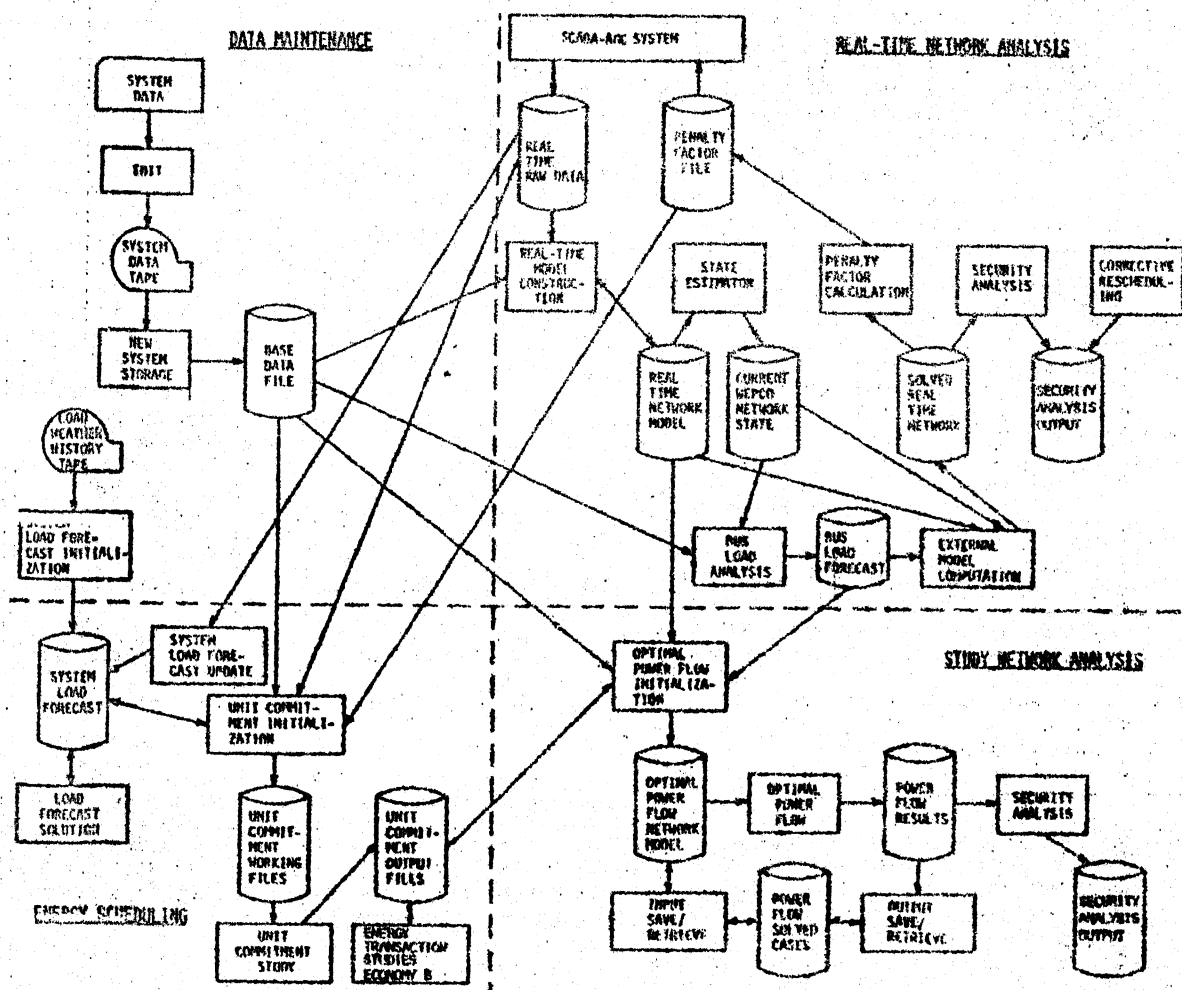 DATA MAINTENANCE
SCADA-AGC SYSTEM
REAL-TIME NETWORK ANALYSIS
SYSTEM
DATA
EDIT
SYSTEM
DATA
TAPE
NEW
SYSTEM
STORAGE
BASE
DATA
FILE
REAL
TIME
RAW DATA
PENALTY
FACTOR
FILE
REAL-TIME
MODEL
CONSTRUC-
TION
STATE
ESTIMATOR
PENALTY
FACTOR
CALCULATION
SECURITY
ANALYSIS
CORRECTIVE
RESCHEDUL-
ING
REAL
TIME
NETWORK
MODEL
CURRENT
WEPCO
NETWORK
STATE
SOLVED
REAL
TIME
NETWORK
SECURITY
ANALYSIS
OUTPUT
LOAD
WEATHER
HISTORY
TAPE
LOAD FORE-
CAST INITIALI-
ZATION
BUS
LOAD
ANALYSIS
BUS
LOAD
FORECAST
EXTERNAL
MODEL
COMPUTATION
SYSTEM
LOAD
FORECAST
SYSTEM
LOAD FORE-
CAST UPDATE
UNIT COMMIT-
MENT INITIALI-
ZATION
OPTIMAL
POWER FLOW
INITIALIZA-
TION
STUDY NETWORK ANALYSIS
LOAD
FORECAST
SOLUTION
UNIT
COMMIT-
MENT
WORKING
FILES
UNIT
COMMIT-
MENT
OUTPUT
FILES
OPTIMAL
POWER
FLOW
NETWORK
MODEL
OPTIMAL
POWER
FLOW
POWER
FLOW
RESULTS
SECURITY
ANALYSIS
ENERGY SCHEDULING
UNIT
COMMITMENT
STUDY
ENERGY
TRANSACTION
STUDIES
ECONOMY B
INPUT
SAVE/
RETRIEVE
POWER
FLOW
SOLVED
CASES
OUTPUT
SAVE/
RETRIEVE
SECURITY
ANALYSIS
OUTPUT